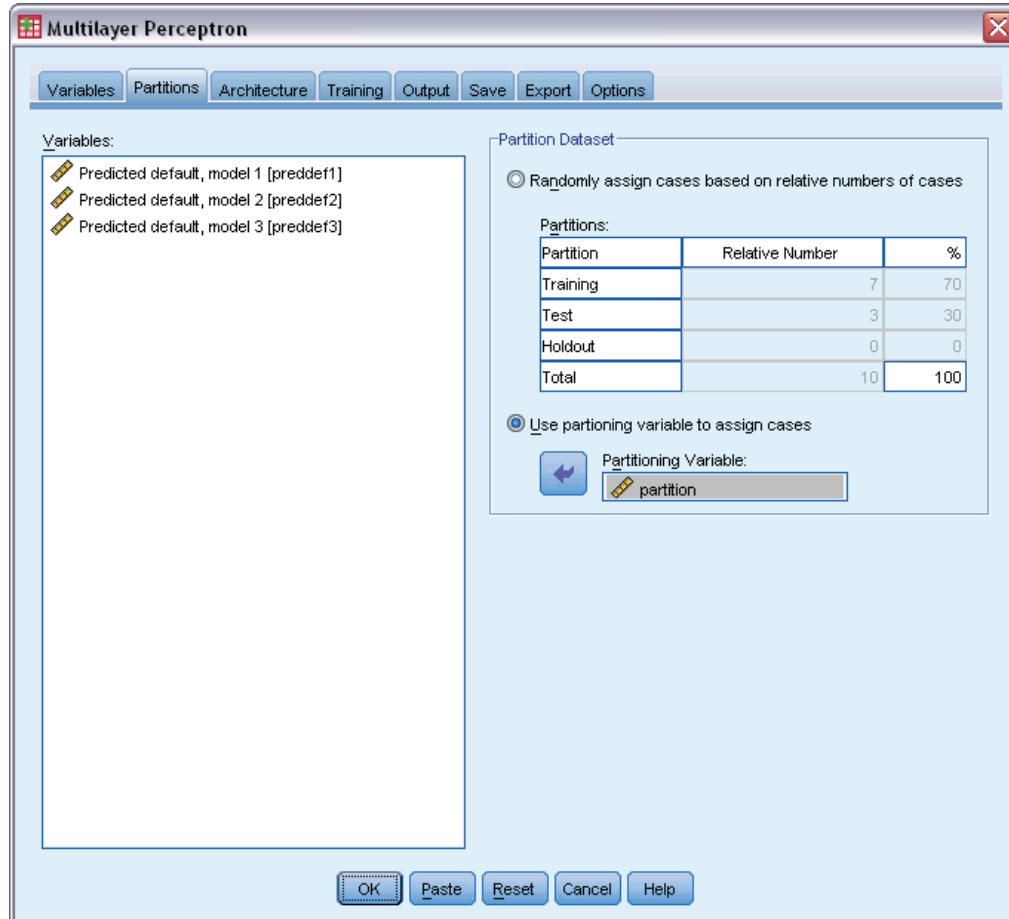 Multilayer Perceptron
Variables Partitions Architecture Training Output Save Export Options
Variables:
Predicted default, model 1 [preddef1]
Predicted default, model 2 [preddef2]
Predicted default, model 3 [preddef3]
Partition Dataset
Randomly assign cases based on relative numbers of cases
Partitions:
Partition Relative Number %
Training 7 70
Test 3 30
Holdout 0 0
Total 10 100
Use partioning variable to assign cases
Partitioning Variable:
partition
OK Paste Reset Cancel Help